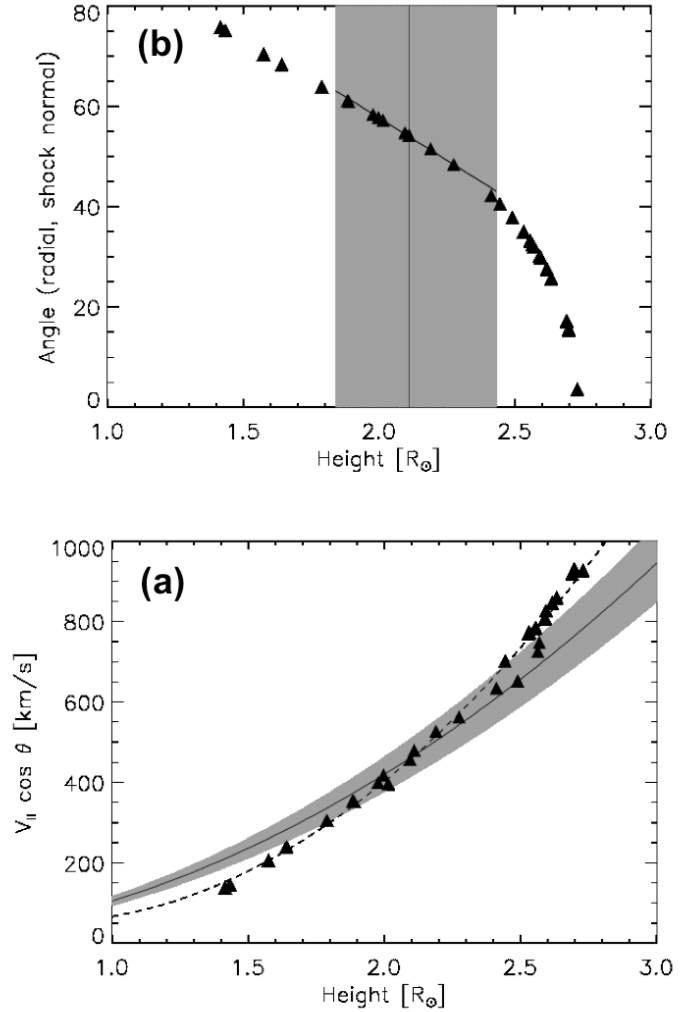 (b)
Angle (radial, shock normal)
80
60
40
20
0
1.0 1.5 2.0 2.5 3.0
Height [R☉]
(a)
V_II cos θ [km/s]
1000
800
600
400
200
0
1.0 1.5 2.0 2.5 3.0
Height [R☉]